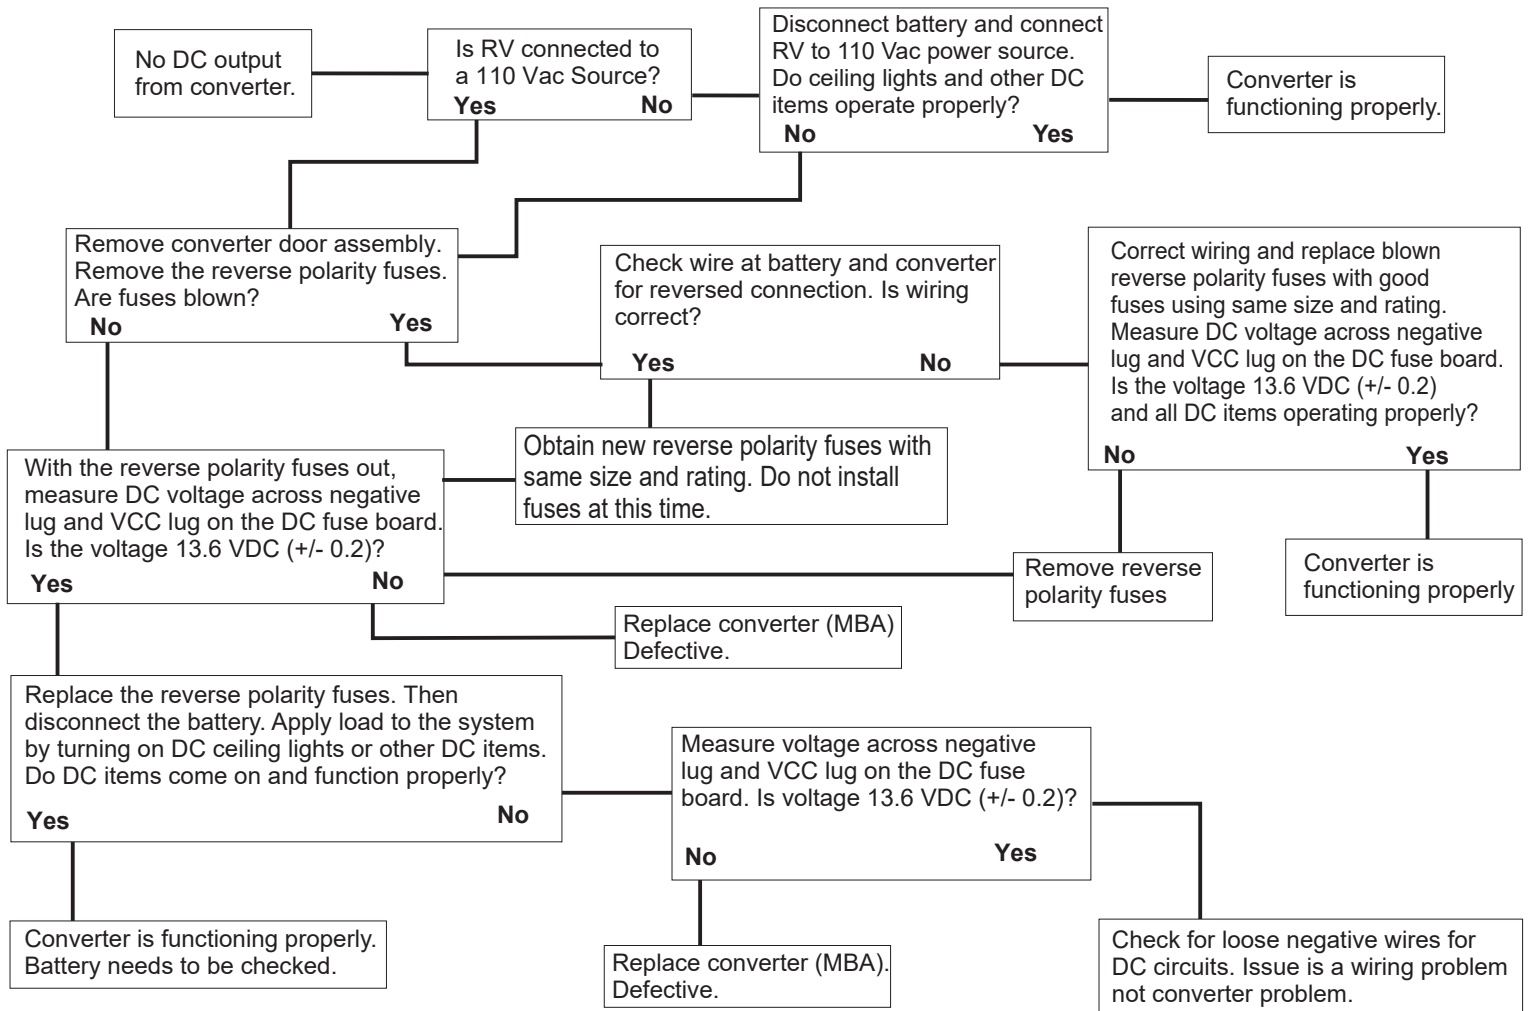 No DC output
from converter.
Is RV connected to
a 110 Vac Source?
Yes No
Disconnect battery and connect
RV to 110 Vac power source.
Do ceiling lights and other DC
items operate properly?
No Yes
Converter is
functioning properly.
Remove converter door assembly.
Remove the reverse polarity fuses.
Are fuses blown?
No Yes
Check wire at battery and converter
for reversed connection. Is wiring
correct?
Yes No
Correct wiring and replace blown
reverse polarity fuses with good
fuses using same size and rating.
Measure DC voltage across negative
lug and VCC lug on the DC fuse board.
Is the voltage 13.6 VDC (+/- 0.2)
and all DC items operating properly?
No Yes
With the reverse polarity fuses out,
measure DC voltage across negative
lug and VCC lug on the DC fuse board.
Is the voltage 13.6 VDC (+/- 0.2)?
Yes No
Obtain new reverse polarity fuses with
same size and rating. Do not install
fuses at this time.
Remove reverse
polarity fuses
Converter is
functioning properly
Replace converter (MBA)
Defective.
Replace the reverse polarity fuses. Then
disconnect the battery. Apply load to the system
by turning on DC ceiling lights or other DC items.
Do DC items come on and function properly?
Yes No
Measure voltage across negative
lug and VCC lug on the DC fuse
board. Is voltage 13.6 VDC (+/- 0.2)?
No Yes
Converter is functioning properly.
Battery needs to be checked.
Replace converter (MBA).
Defective.
Check for loose negative wires for
DC circuits. Issue is a wiring problem
not converter problem.